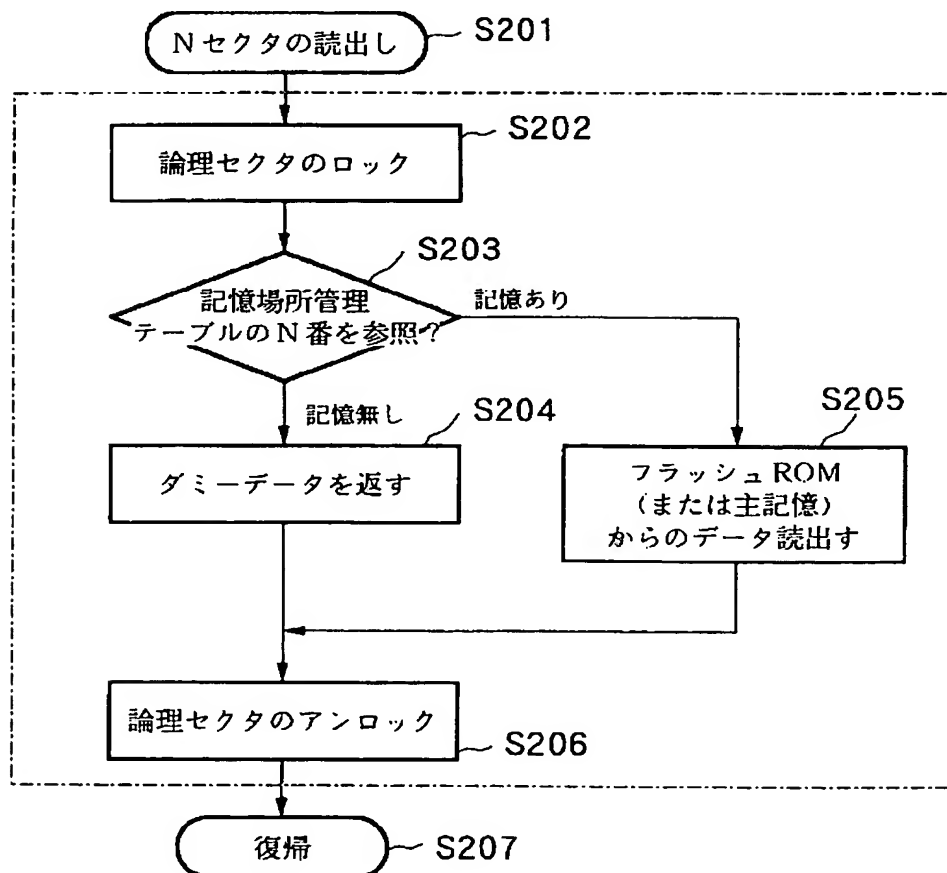 Nセクタの読出し
S201
S202
論理セクタのロック
S203
記憶場所管理
テーブルのN番を参照?
記憶あり
記憶無し
S204
ダミーデータを返す
S205
フラッシュROM
(または主記憶)
からのデータ読出す
論理セクタのアンロック
S206
復帰
S207